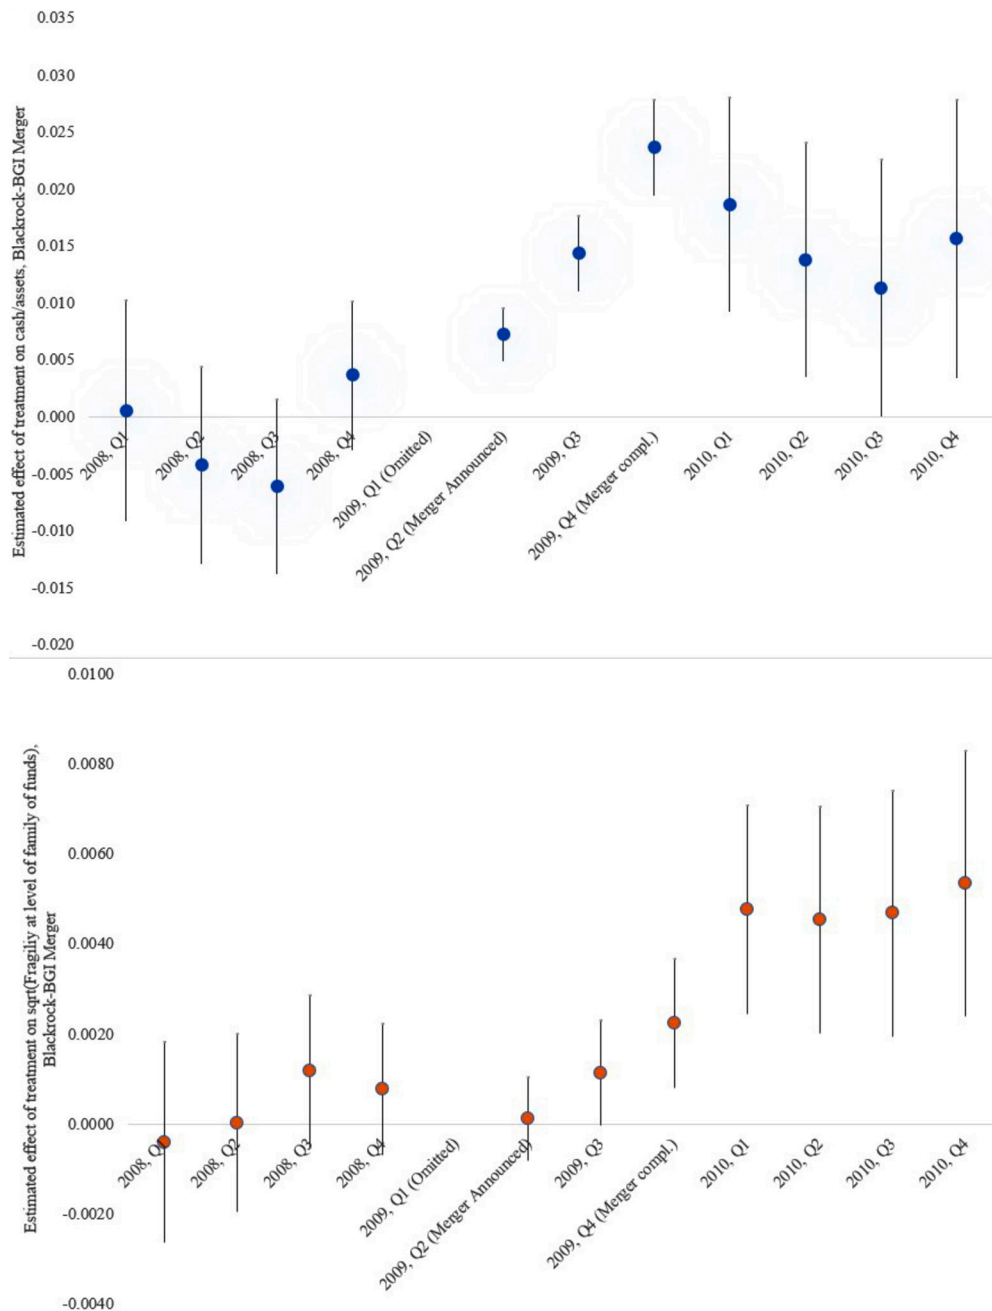 Estimated effect of treatment on cash/assets, Blackrock-BGI Merger
0.035
0.030
0.025
0.020
0.015
0.010
0.005
0.000
-0.005
-0.010
-0.015
-0.020
2008, Q1
2008, Q2
2008, Q3
2008, Q4
2009, Q1 (Omitted)
2009, Q2 (Merger Announced)
2009, Q3
2009, Q4 (Merger compl.)
2010, Q1
2010, Q2
2010, Q3
2010, Q4
Estimated effect of treatment on sqrt(Fragiliy at level of family of funds),
Blackrock-BGI Merger
0.0100
0.0080
0.0060
0.0040
0.0020
0.0000
-0.0020
-0.0040
2008, Q1
2008, Q2
2008, Q3
2008, Q4
2009, Q1 (Omitted)
2009, Q2 (Merger Announced)
2009, Q3
2009, Q4 (Merger compl.)
2010, Q1
2010, Q2
2010, Q3
2010, Q4